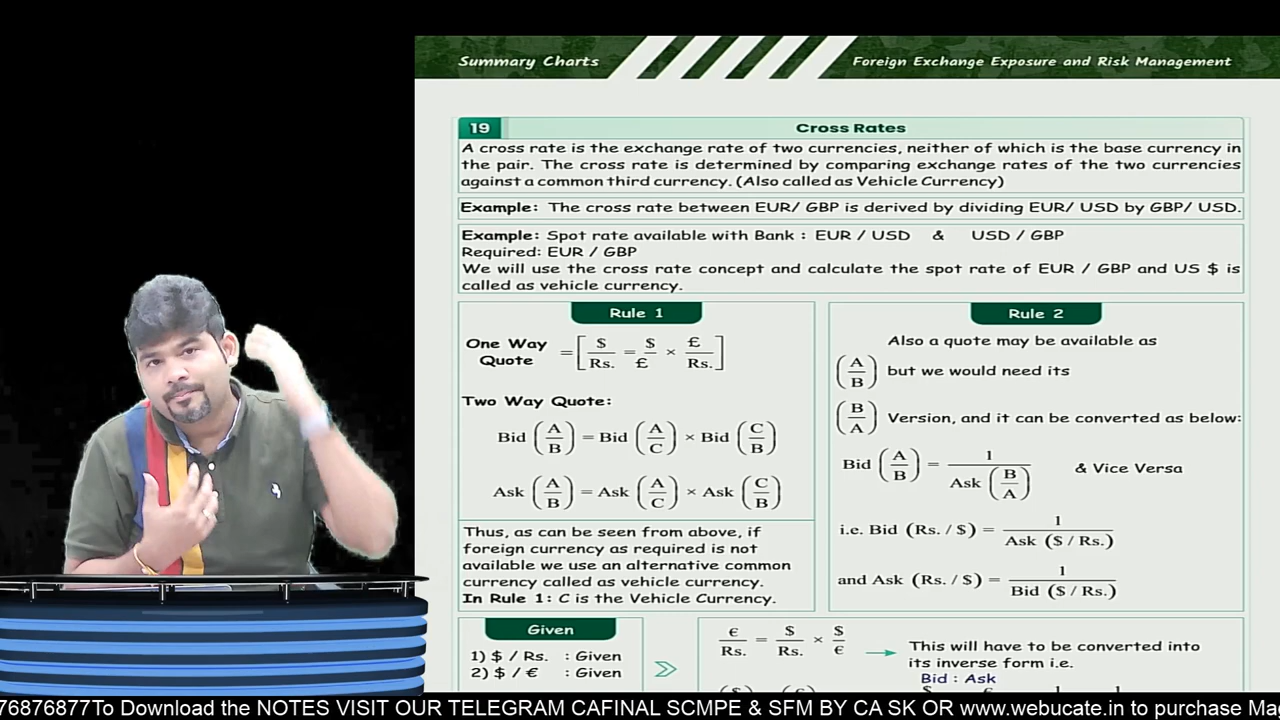 Summary Charts
Foreign Exchange Exposure and Risk Management
19
Cross Rates
A cross rate is the exchange rate of two currencies, neither of which is the base currency in
the pair. The cross rate is determined by comparing exchange rates of the two currencies
against a common third currency. (Also called as Vehicle Currency)
Example: The cross rate between EUR/ GBP is derived by dividing EUR/ USD by GBP/ USD.
Example: Spot rate available with Bank : EUR / USD & USD / GBP
Required: EUR / GBP
We will use the cross rate concept and calculate the spot rate of EUR / GBP and US $ is
called as vehicle currency.
Rule 1
One Way Quote = [$/Rs. = $/£ × £/Rs.]
Two Way Quote:
Bid (A/B) = Bid (A/C) × Bid (C/B)
Ask (A/B) = Ask (A/C) × Ask (C/B)
Thus, as can be seen from above, if
foreign currency as required is not
available we use an alternative common
currency called as vehicle currency.
In Rule 1: C is the Vehicle Currency.
Rule 2
Also a quote may be available as
(A/B) but we would need its
(B/A) Version, and it can be converted as below:
Bid (A/B) = 1 / Ask (B/A) & Vice Versa
i.e. Bid (Rs. / $) = 1 / Ask ($ / Rs.)
and Ask (Rs. / $) = 1 / Bid ($ / Rs.)
Given
1) $ / Rs. : Given
2) $ / € : Given
€/Rs. = $/Rs. × $/€
This will have to be converted into
its inverse form i.e.
Bid : Ask
76876877To Download the NOTES VISIT OUR TELEGRAM CAFINAL SCMPE & SFM BY CA SK OR www.webucate.in to purchase Ma